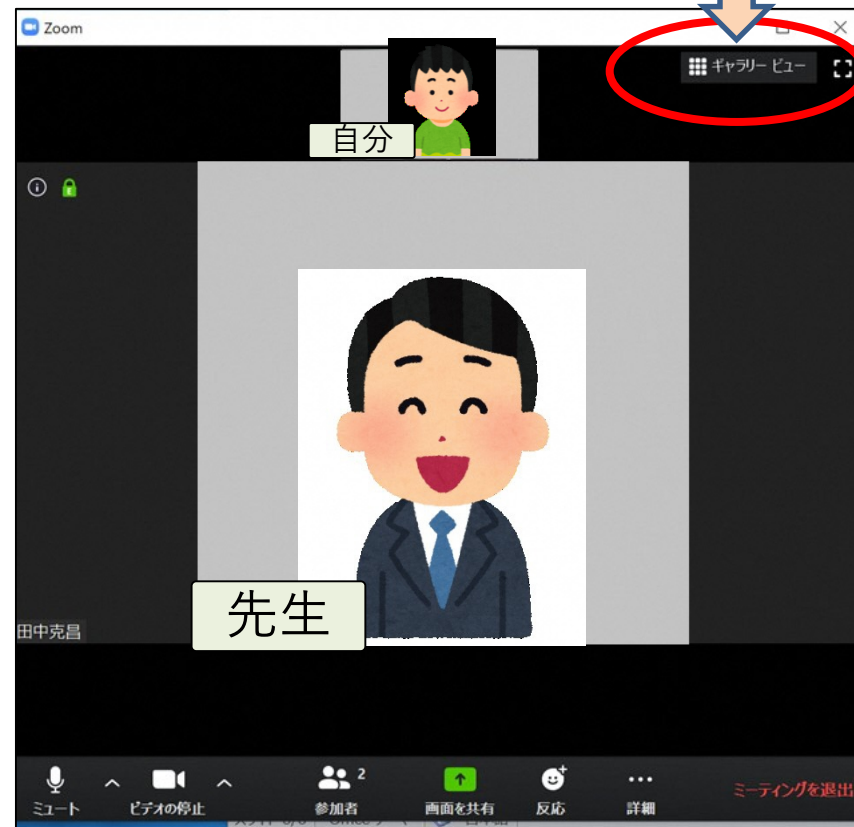 Zoom
ギャラリー ビュー
自分
先生
田中克昌
2
ミュート
ビデオの停止
参加者
画面を共有
反応
詳細
ミーティングを退出